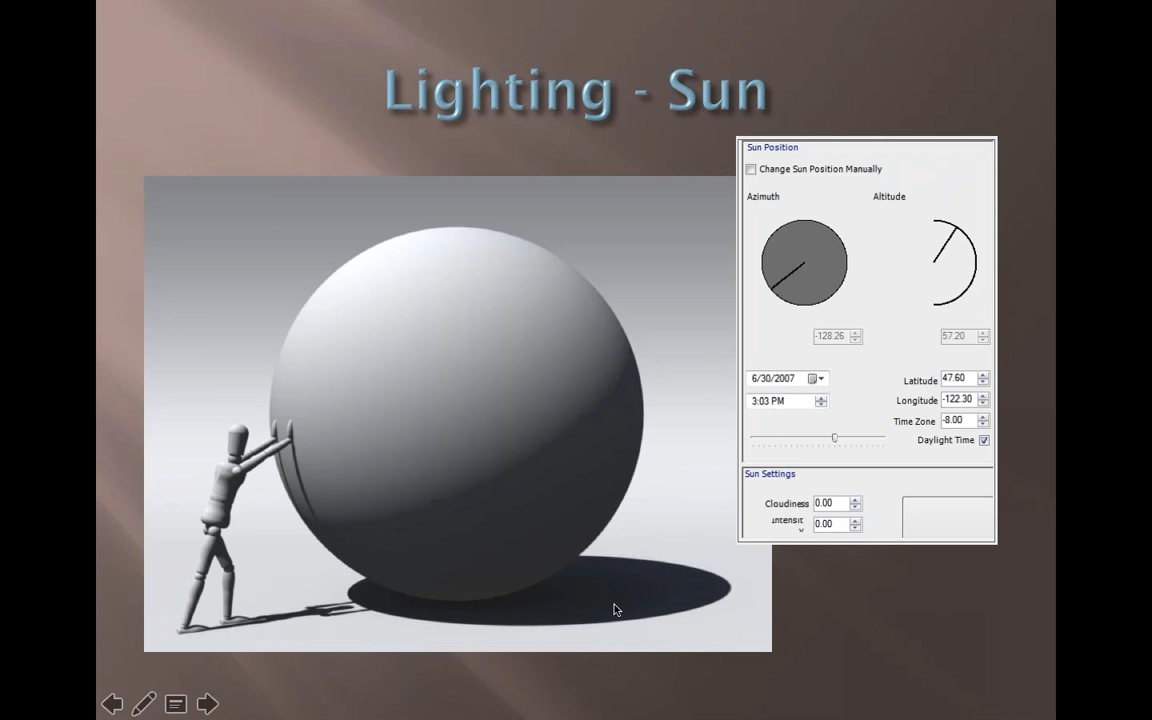 Lighting - Sun
Sun Position
Change Sun Position Manually
Azimuth
Altitude
-128.26
57.20
6/30/2007
Latitude 47.60
3:03 PM
Longitude -122.30
Time Zone -8.00
Daylight Time
Sun Settings
Cloudiness 0.00
Intensit
y
0.00